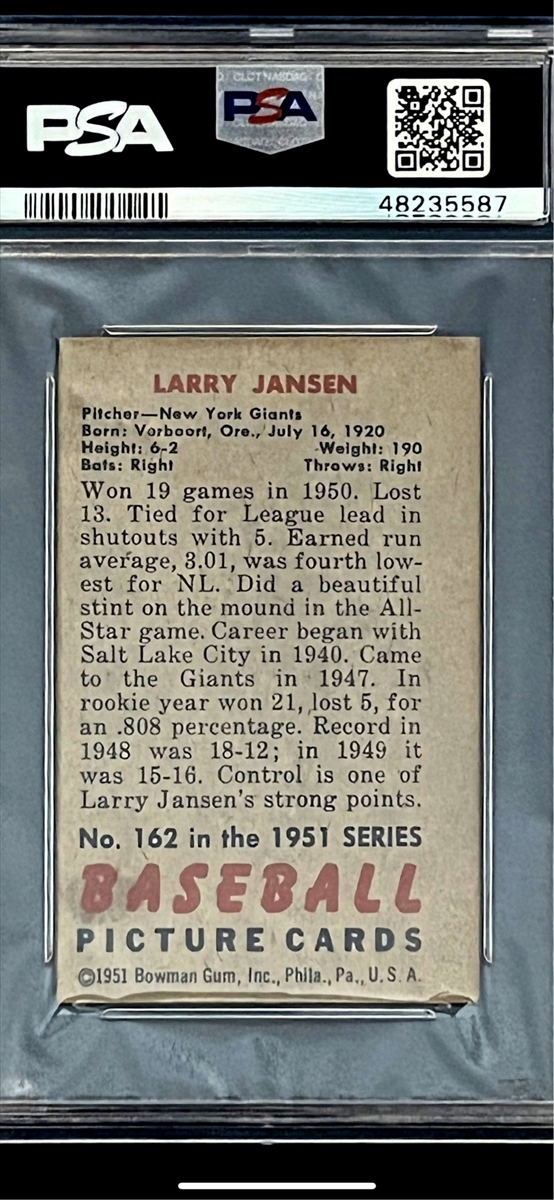 PSA
CLCT NASDAQ
PSA
48235587
LARRY JANSEN
Pitcher—New York Giants
Born: Verboort, Ore., July 16, 1920
Height: 6-2 Weight: 190
Bats: Right Throws: Right
Won 19 games in 1950. Lost
13. Tied for League lead in
shutouts with 5. Earned run
average, 3.01, was fourth low-
est for NL. Did a beautiful
stint on the mound in the All-
Star game. Career began with
Salt Lake City in 1940. Came
to the Giants in 1947. In
rookie year won 21, lost 5, for
an .808 percentage. Record in
1948 was 18-12; in 1949 it
was 15-16. Control is one of
Larry Jansen's strong points.
No. 162 in the 1951 SERIES
BASEBALL
PICTURE CARDS
©1951 Bowman Gum, Inc., Phila., Pa., U.S.A.